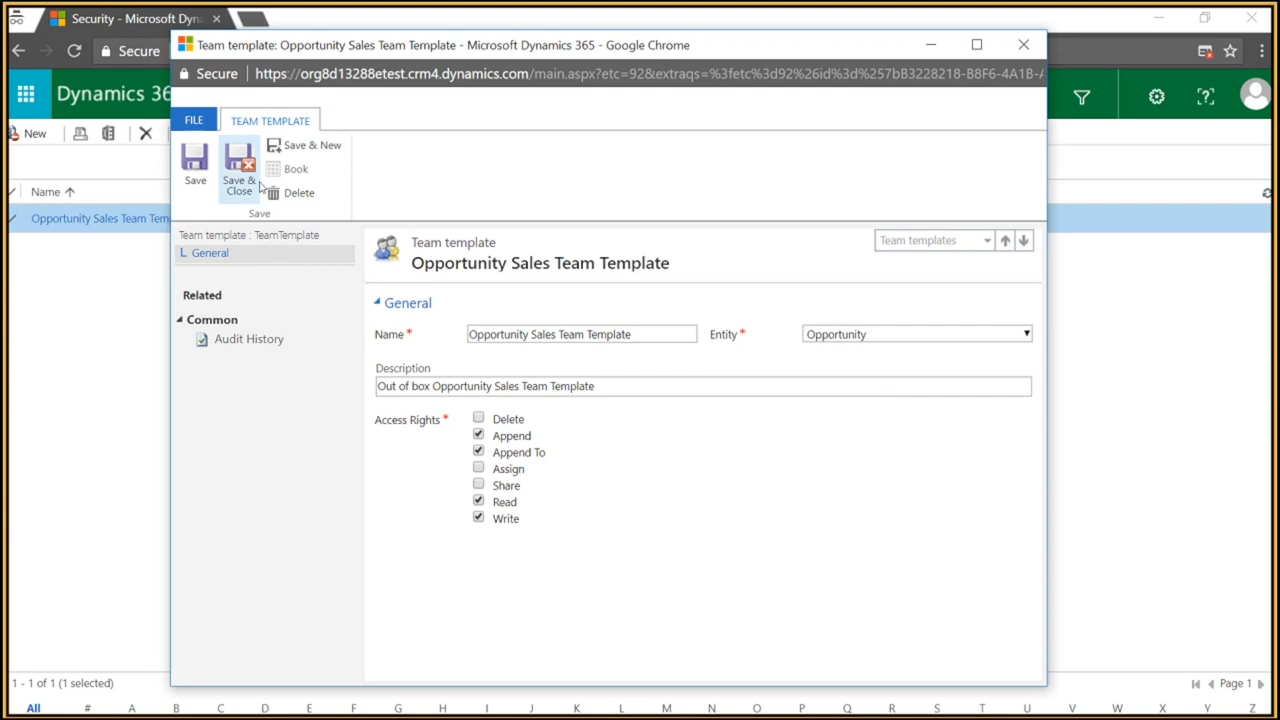 Security - Microsoft Dyna
Team template: Opportunity Sales Team Template - Microsoft Dynamics 365 - Google Chrome
Secure
Secure https://org8d13288etest.crm4.dynamics.com/main.aspx?etc=92&extraqs=%3fetc%3d92%26id%3d%257bB3228218-B8F6-4A1B-A
Dynamics 36
FILE
TEAM TEMPLATE
New
Save
Save & Close
Save & New
Book
Delete
Save
Name
Opportunity Sales Team Tem
Team template : TeamTemplate
General
Related
Common
Audit History
Team template
Opportunity Sales Team Template
Team templates
General
Name * Opportunity Sales Team Template Entity * Opportunity
Description
Out of box Opportunity Sales Team Template
Access Rights *
Delete
Append
Append To
Assign
Share
Read
Write
1 - 1 of 1 (1 selected)
Page 1
All # A B C D E F G H I J K L M N O P Q R S T U V W X Y Z